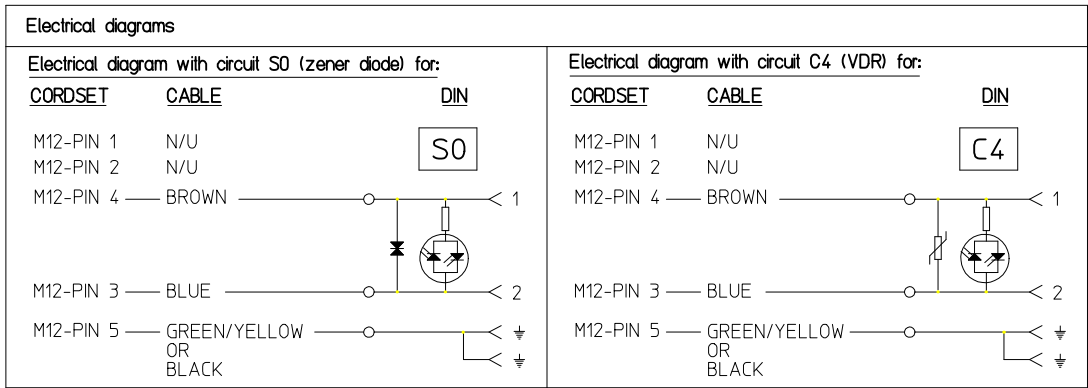 Electrical diagrams
Electrical diagram with circuit S0 (zener diode) for:
CORDSET CABLE DIN
M12-PIN 1 N/U
S0
M12-PIN 2 N/U
M12-PIN 4 BROWN 1
M12-PIN 3 BLUE 2
M12-PIN 5 GREEN/YELLOW
OR
BLACK
Electrical diagram with circuit C4 (VDR) for:
CORDSET CABLE DIN
M12-PIN 1 N/U
C4
M12-PIN 2 N/U
M12-PIN 4 BROWN 1
M12-PIN 3 BLUE 2
M12-PIN 5 GREEN/YELLOW
OR
BLACK